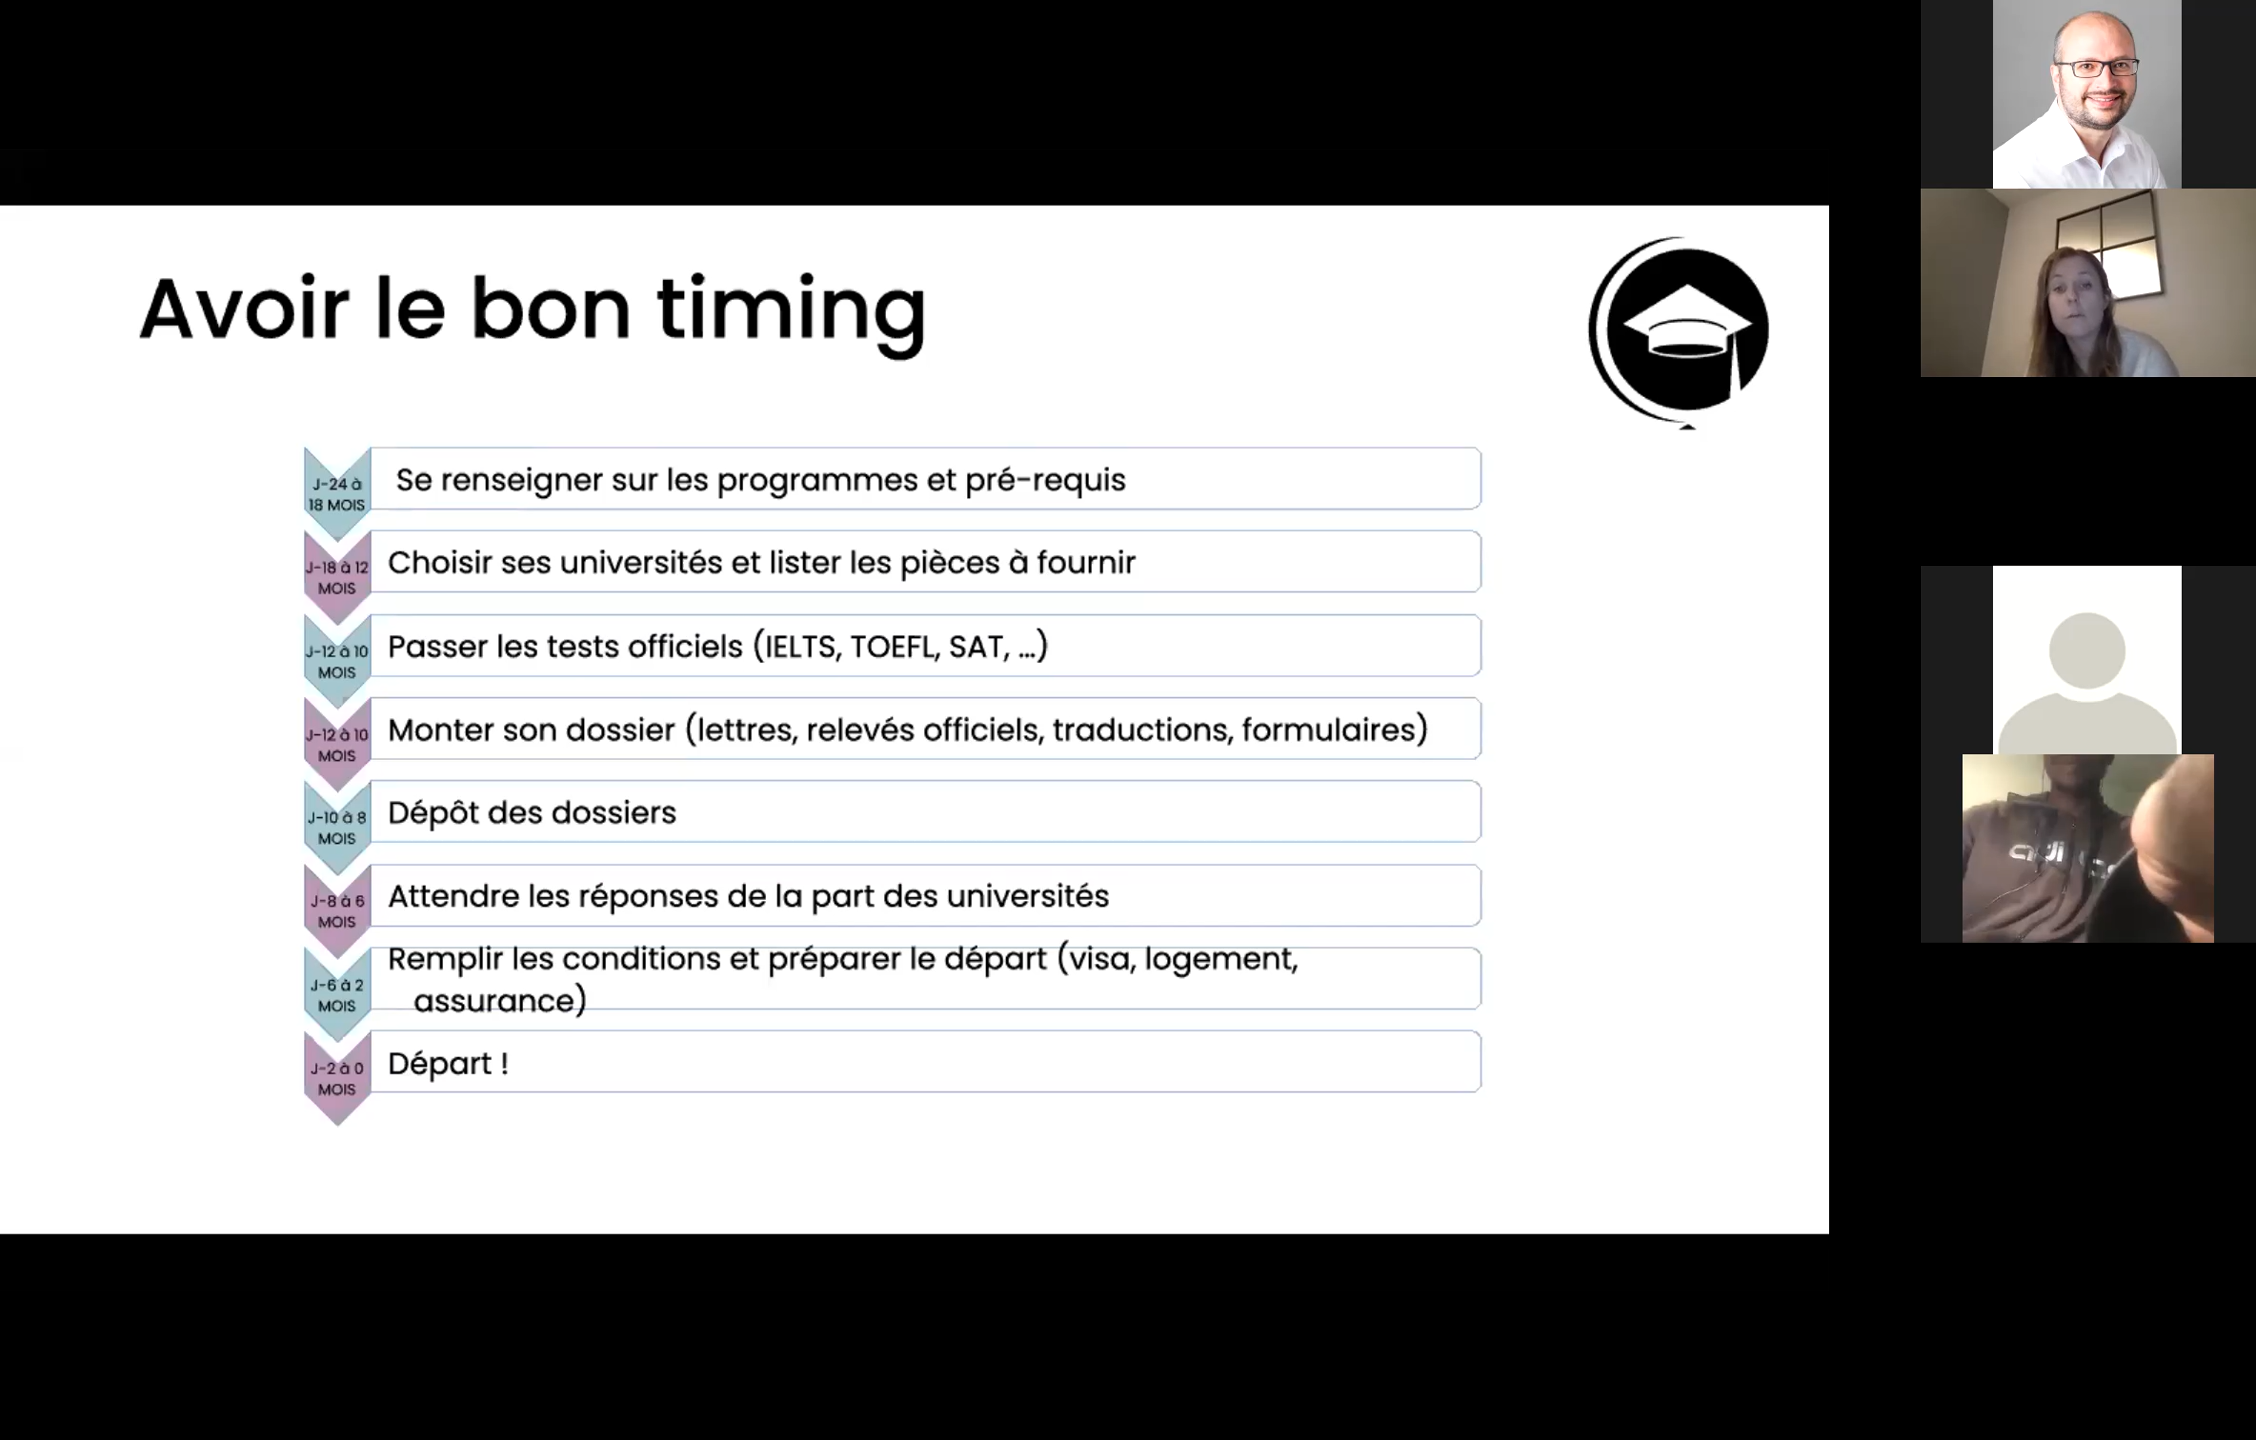 Avoir le bon timing
J-24 à
18 MOIS
Se renseigner sur les programmes et pré-requis
J-18 à 12
MOIS
Choisir ses universités et lister les pièces à fournir
J-12 à 10
MOIS
Passer les tests officiels (IELTS, TOEFL, SAT, ...)
J-12 à 10
MOIS
Monter son dossier (lettres, relevés officiels, traductions, formulaires)
J-10 à 8
MOIS
Dépôt des dossiers
J-8 à 6
MOIS
Attendre les réponses de la part des universités
J-6 à 2
MOIS
Remplir les conditions et préparer le départ (visa, logement,
assurance)
J-2 à 0
MOIS
Départ !